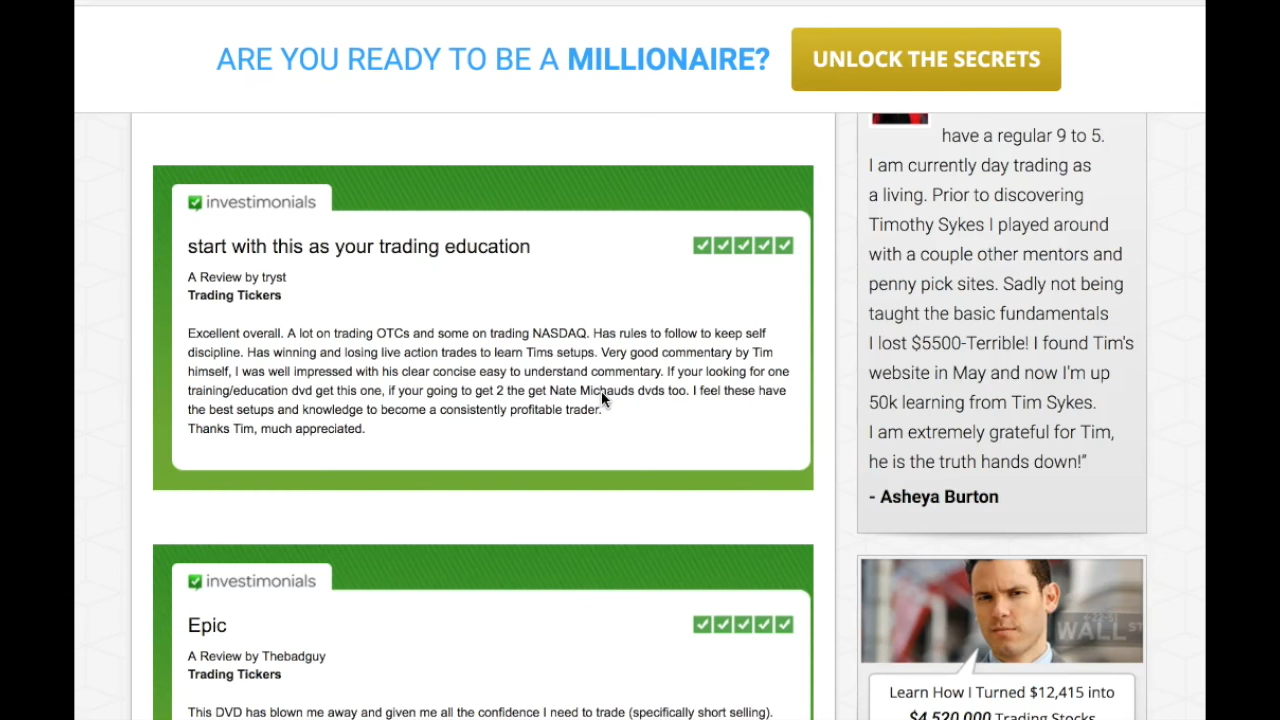 ARE YOU READY TO BE A MILLIONAIRE?
UNLOCK THE SECRETS
investimonials
start with this as your trading education
A Review by tryst
Trading Tickers
Excellent overall. A lot on trading OTCs and some on trading NASDAQ. Has rules to follow to keep self
discipline. Has winning and losing live action trades to learn Tims setups. Very good commentary by Tim
himself, I was well impressed with his clear concise easy to understand commentary. If your looking for one
training/education dvd get this one, if your going to get 2 the get Nate Michauds dvds too. I feel these have
the best setups and knowledge to become a consistently profitable trader.
Thanks Tim, much appreciated.
investimonials
Epic
A Review by Thebadguy
Trading Tickers
This DVD has blown me away and given me all the confidence I need to trade (specifically short selling).
have a regular 9 to 5.
I am currently day trading as
a living. Prior to discovering
Timothy Sykes I played around
with a couple other mentors and
penny pick sites. Sadly not being
taught the basic fundamentals
I lost $5500-Terrible! I found Tim's
website in May and now I'm up
50k learning from Tim Sykes.
I am extremely grateful for Tim,
he is the truth hands down!"
- Asheya Burton
WALL ST
Learn How I Turned $12,415 into
$4,520,000 Trading Stocks